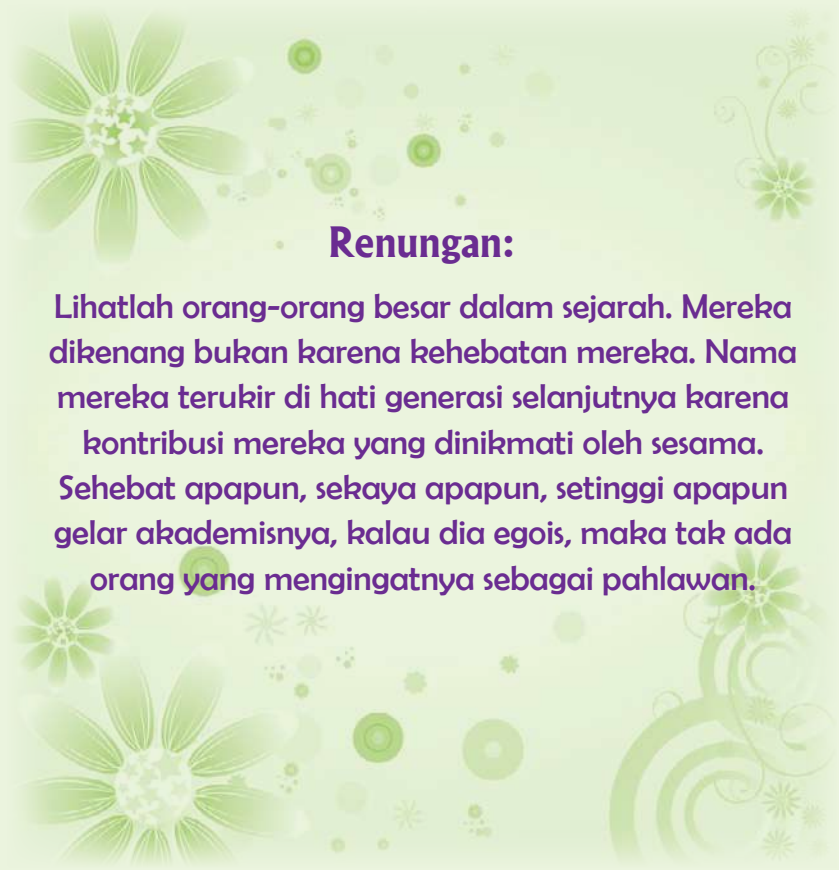 Renungan:
Lihatlah orang-orang besar dalam sejarah. Mereka
dikenang bukan karena kehebatan mereka. Nama
mereka terukir di hati generasi selanjutnya karena
kontribusi mereka yang dinikmati oleh sesama.
Sehebat apapun, sekaya apapun, setinggi apapun
gelar akademisnya, kalau dia egois, maka tak ada
orang yang mengingatnya sebagai pahlawan.